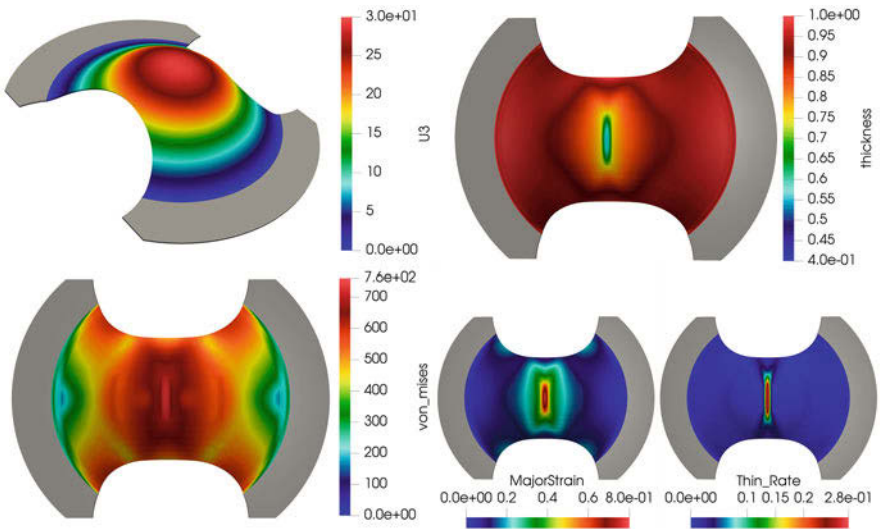 3.0e+01
25
20
15
10
5
0.0e+00
U3
1.0e+00
0.95
0.9
0.85
0.8
0.75
0.7
0.65
0.6
0.55
0.5
0.45
4.0e-01
thickness
7.6e+02
700
600
500
400
300
200
100
0.0e+00
von_mises
MajorStrain
0.0e+00 0.2 0.4 0.6 8.0e-01
Thin_Rate
0.0e+00 0.1 0.15 0.2 2.8e-01